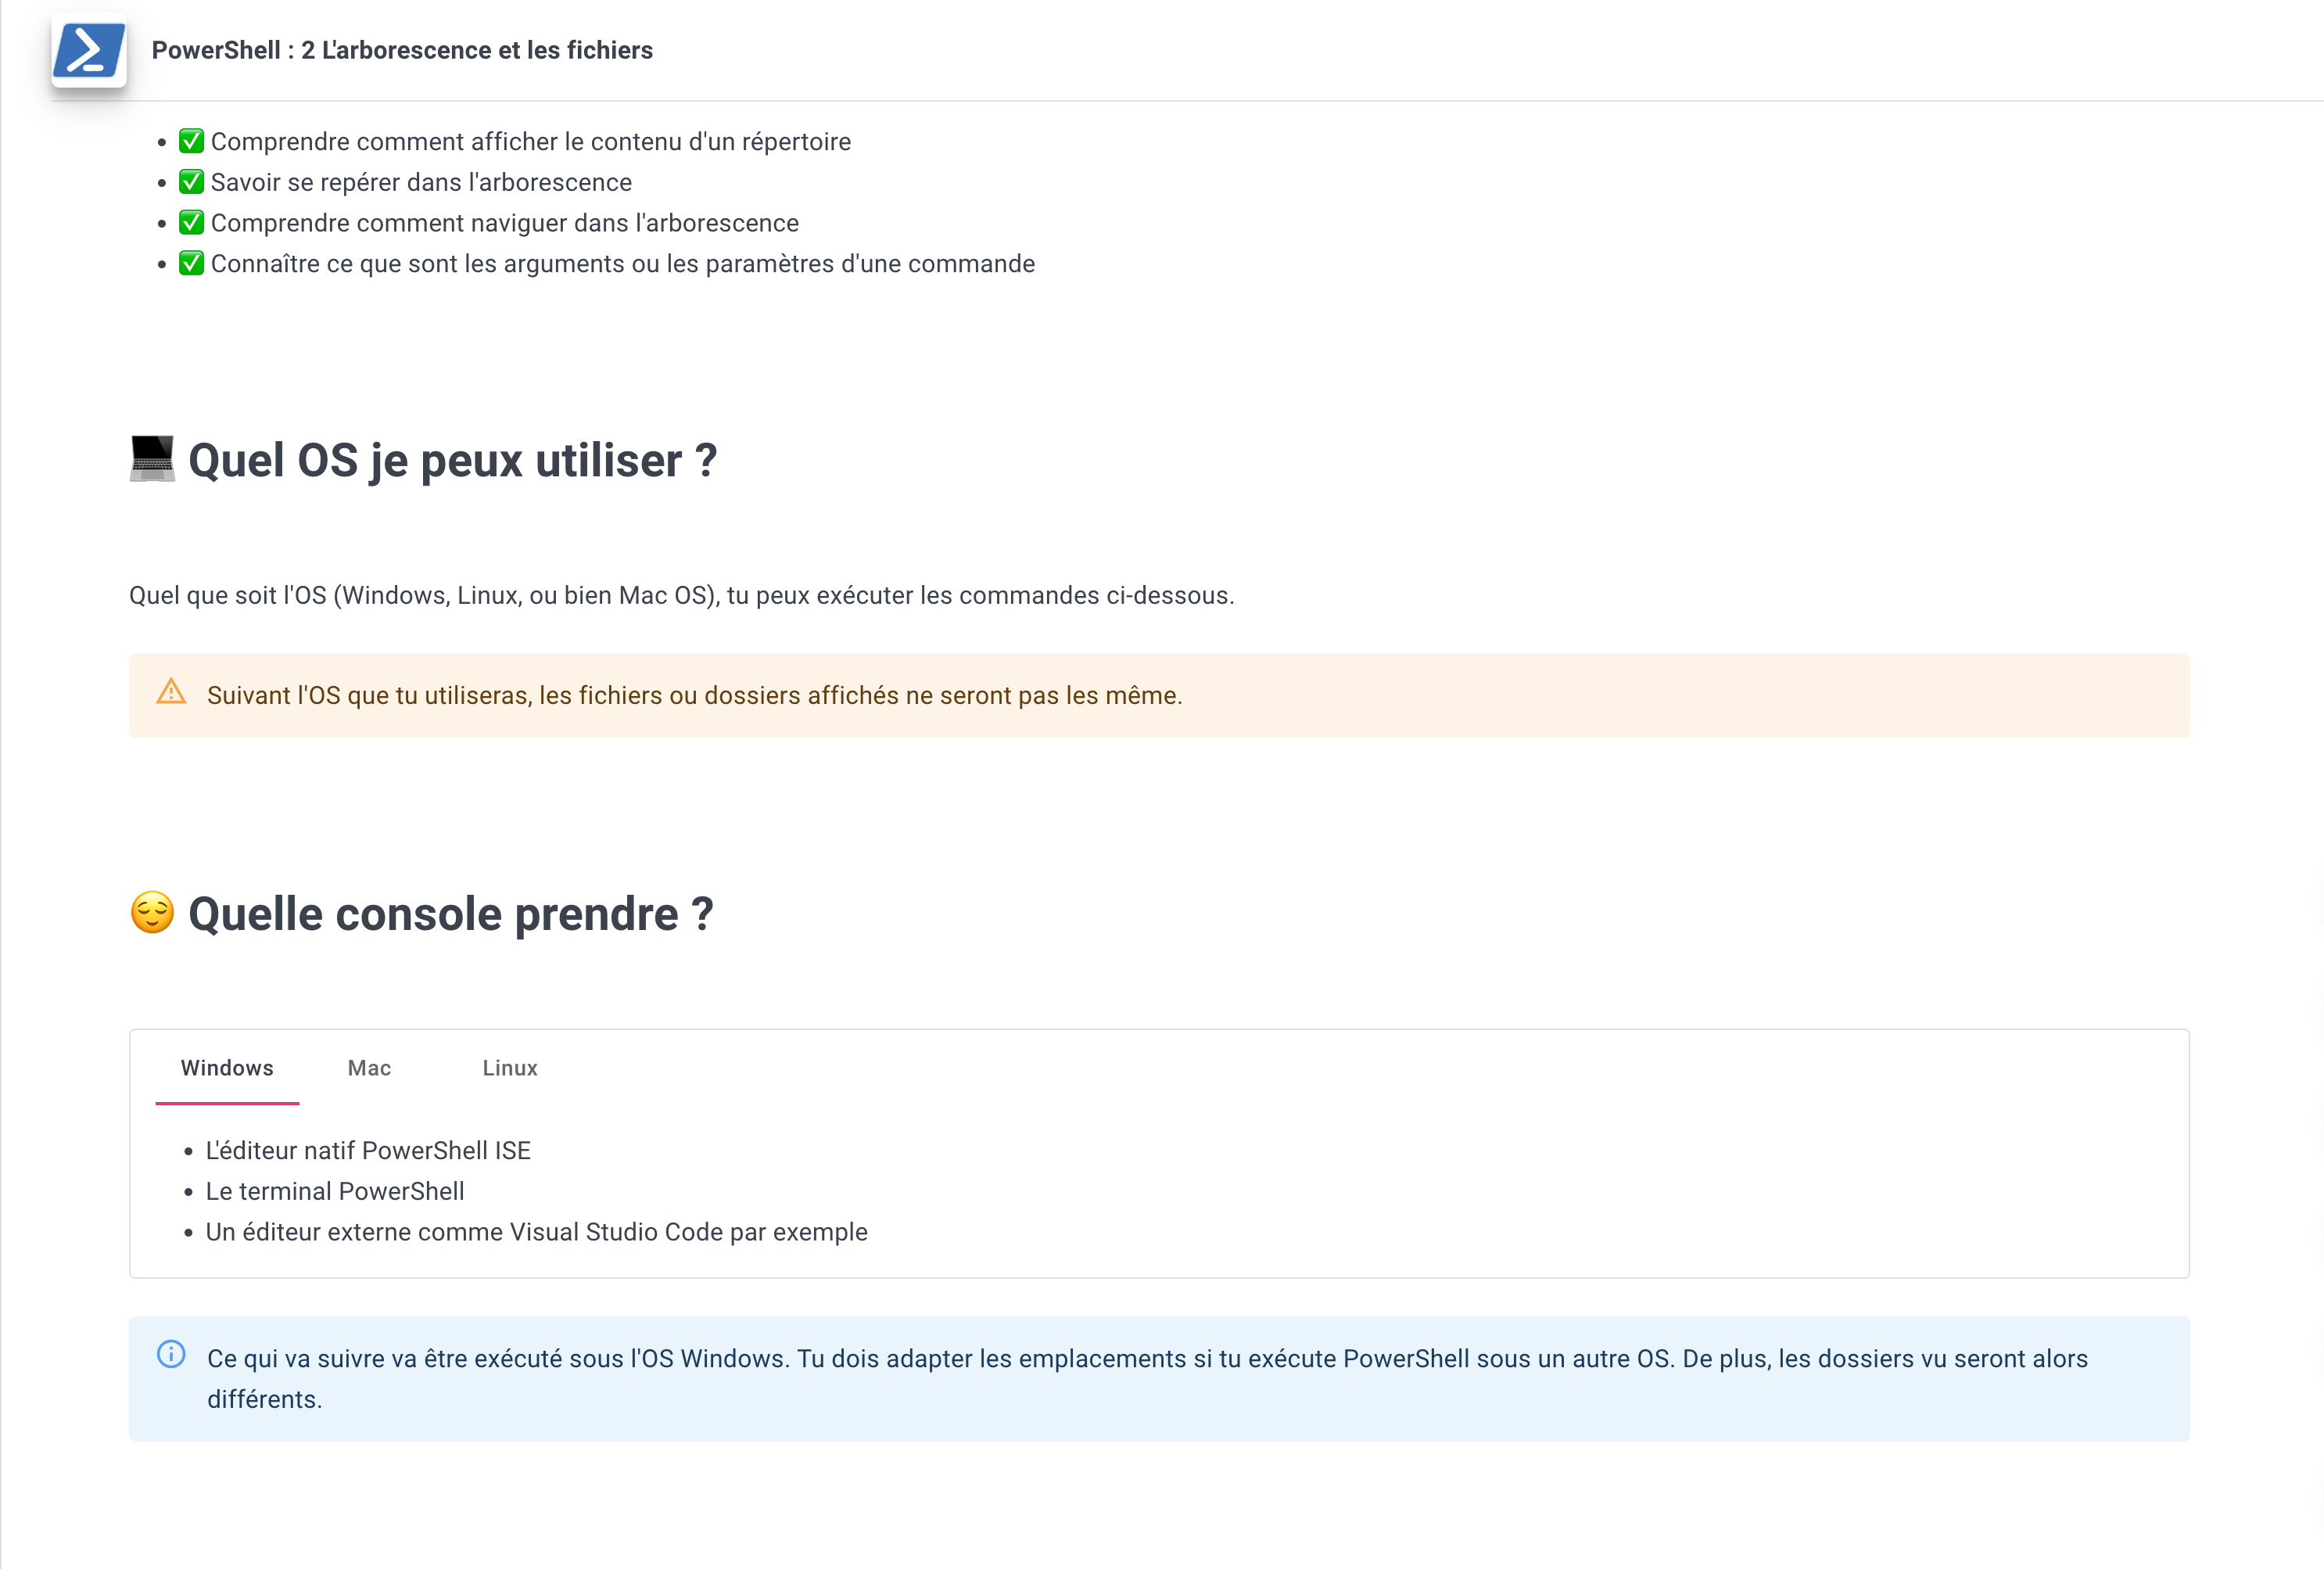 PowerShell : 2 L'arborescence et les fichiers
• ✅ Comprendre comment afficher le contenu d'un répertoire
• ✅ Savoir se repérer dans l'arborescence
• ✅ Comprendre comment naviguer dans l'arborescence
• ✅ Connaître ce que sont les arguments ou les paramètres d'une commande
💻 Quel OS je peux utiliser ?
Quel que soit l'OS (Windows, Linux, ou bien Mac OS), tu peux exécuter les commandes ci-dessous.
Suivant l'OS que tu utiliseras, les fichiers ou dossiers affichés ne seront pas les même.
😌 Quelle console prendre ?
Windows Mac Linux
• L'éditeur natif PowerShell ISE
• Le terminal PowerShell
• Un éditeur externe comme Visual Studio Code par exemple
Ce qui va suivre va être exécuté sous l'OS Windows. Tu dois adapter les emplacements si tu exécute PowerShell sous un autre OS. De plus, les dossiers vu seront alors
différents.